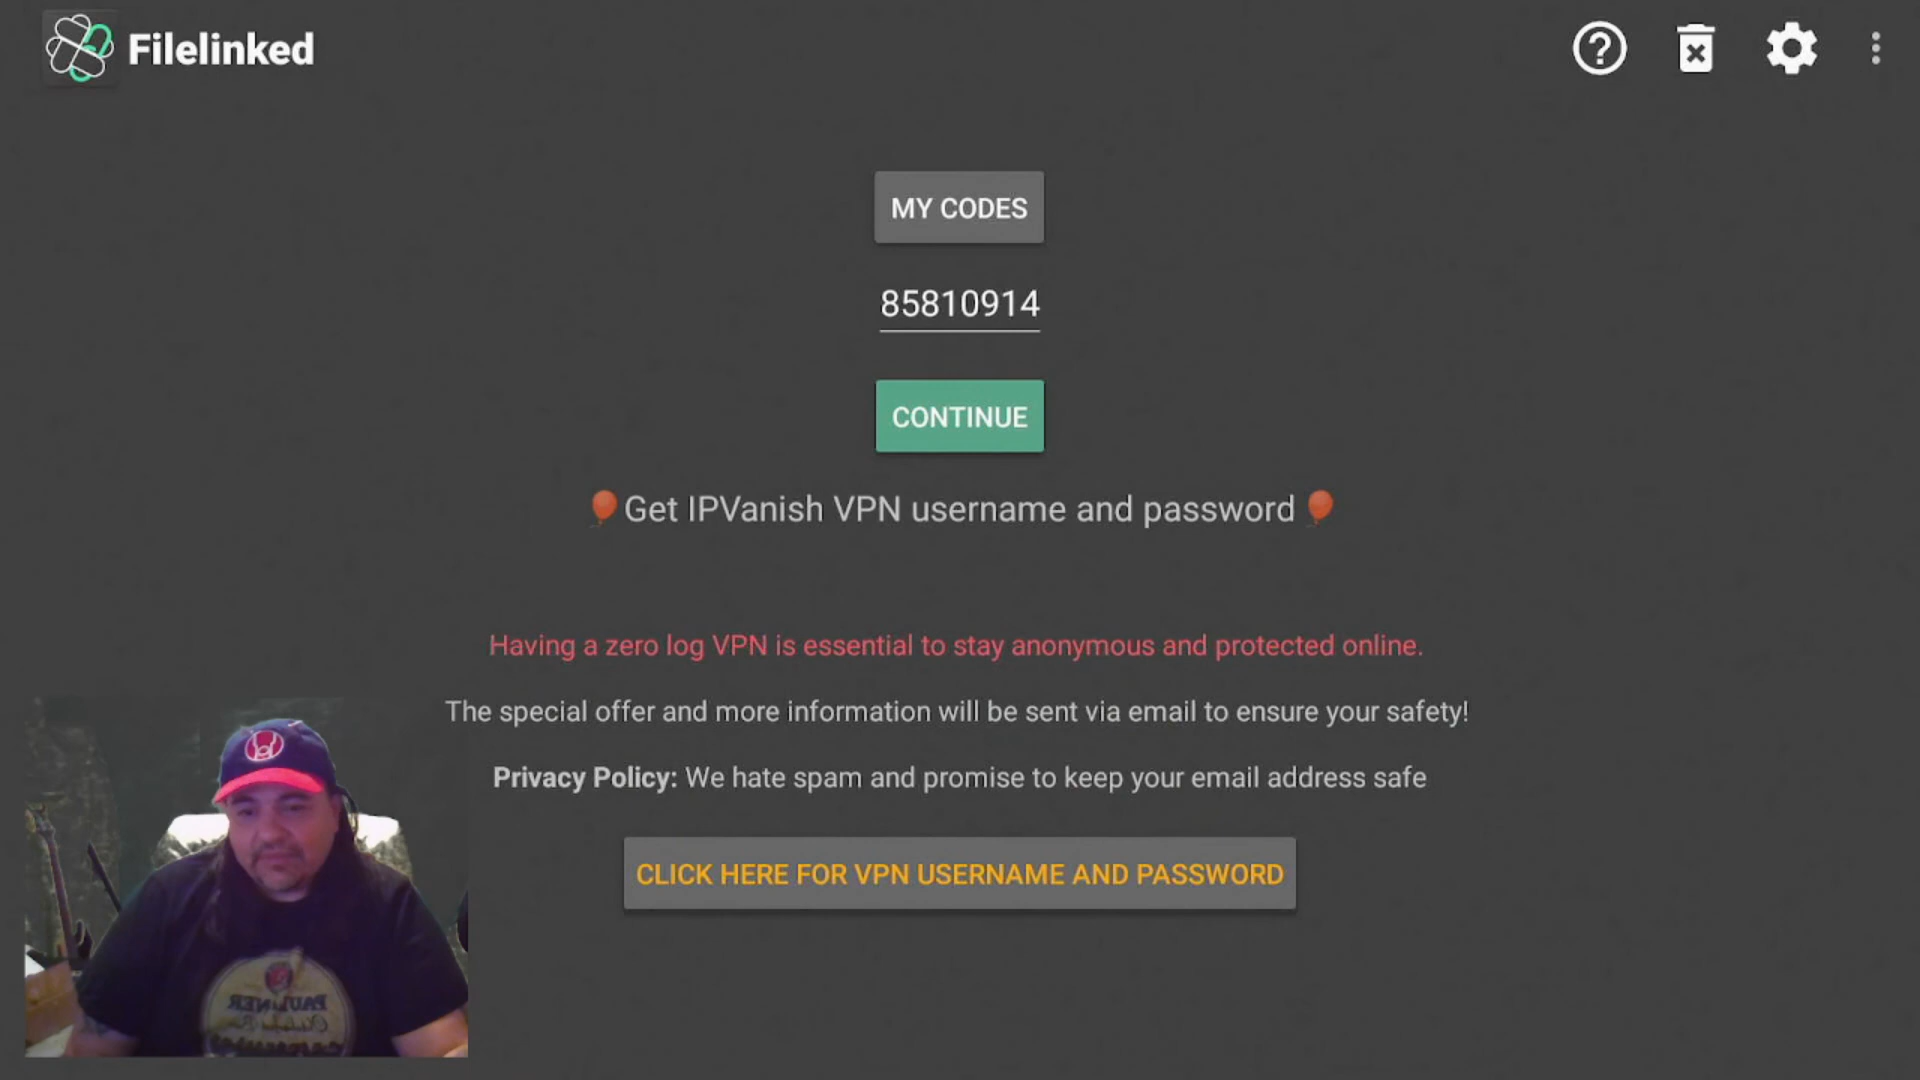 Filelinked
MY CODES
85810914
CONTINUE
🎈Get IPVanish VPN username and password🎈
Having a zero log VPN is essential to stay anonymous and protected online.
The special offer and more information will be sent via email to ensure your safety!
Privacy Policy: We hate spam and promise to keep your email address safe
CLICK HERE FOR VPN USERNAME AND PASSWORD
PAULANER